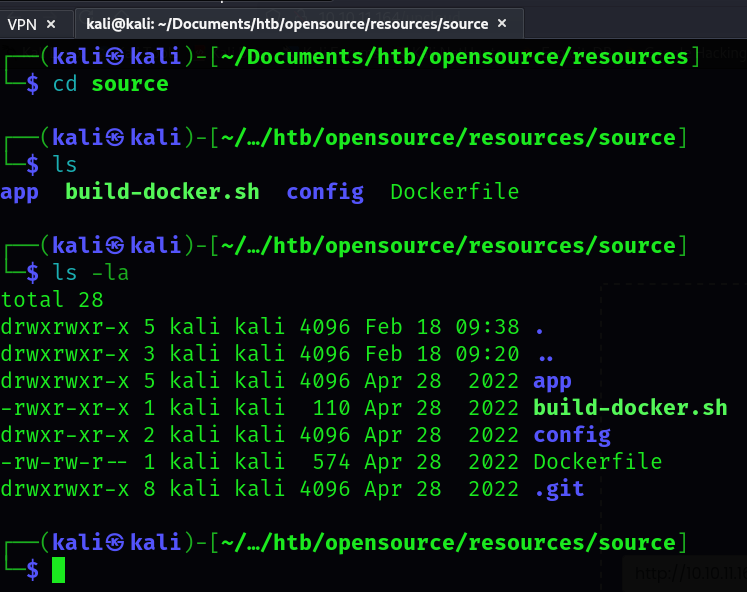 VPN × kali@kali: ~/Documents/htb/opensource/resources/source ×
┌──(kali㉿kali)-[~/Documents/htb/opensource/resources]
└─$ cd source
┌──(kali㉿kali)-[~/…/htb/opensource/resources/source]
└─$ ls
app build-docker.sh config Dockerfile
┌──(kali㉿kali)-[~/…/htb/opensource/resources/source]
└─$ ls -la
total 28
drwxrwxr-x 5 kali kali 4096 Feb 18 09:38 .
drwxrwxr-x 3 kali kali 4096 Feb 18 09:20 ..
drwxrwxr-x 5 kali kali 4096 Apr 28 2022 app
-rwxr-xr-x 1 kali kali 110 Apr 28 2022 build-docker.sh
drwxr-xr-x 2 kali kali 4096 Apr 28 2022 config
-rw-rw-r-- 1 kali kali 574 Apr 28 2022 Dockerfile
drwxrwxr-x 8 kali kali 4096 Apr 28 2022 .git
┌──(kali㉿kali)-[~/…/htb/opensource/resources/source]
└─$